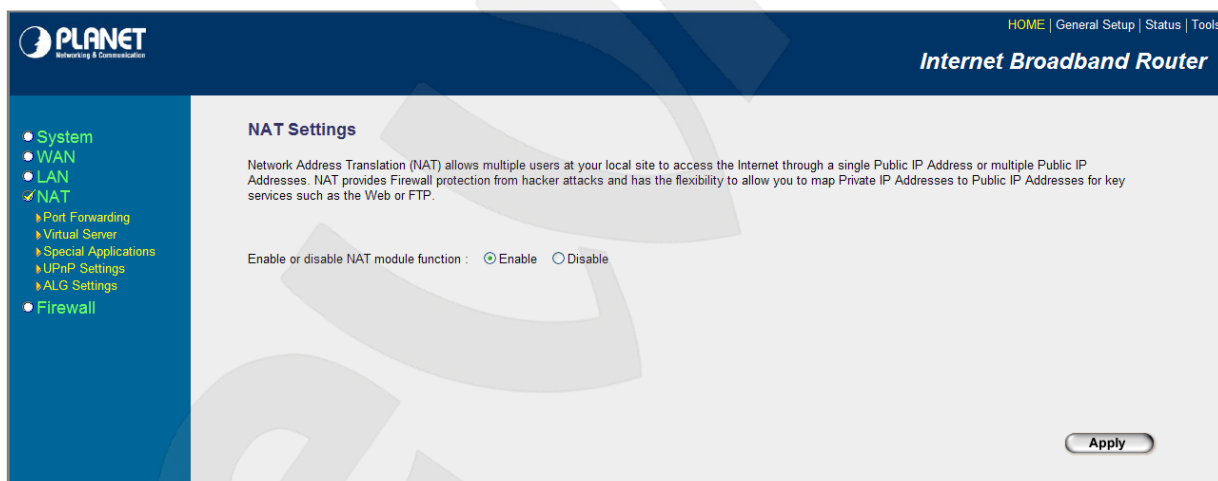 PLANET
Networking & Communication
HOME | General Setup | Status | Tools
Internet Broadband Router
System
WAN
LAN
NAT
Port Forwarding
Virtual Server
Special Applications
UPnP Settings
ALG Settings
Firewall
NAT Settings
Network Address Translation (NAT) allows multiple users at your local site to access the Internet through a single Public IP Address or multiple Public IP
Addresses. NAT provides Firewall protection from hacker attacks and has the flexibility to allow you to map Private IP Addresses to Public IP Addresses for key
services such as the Web or FTP.
Enable or disable NAT module function : Enable Disable
Apply